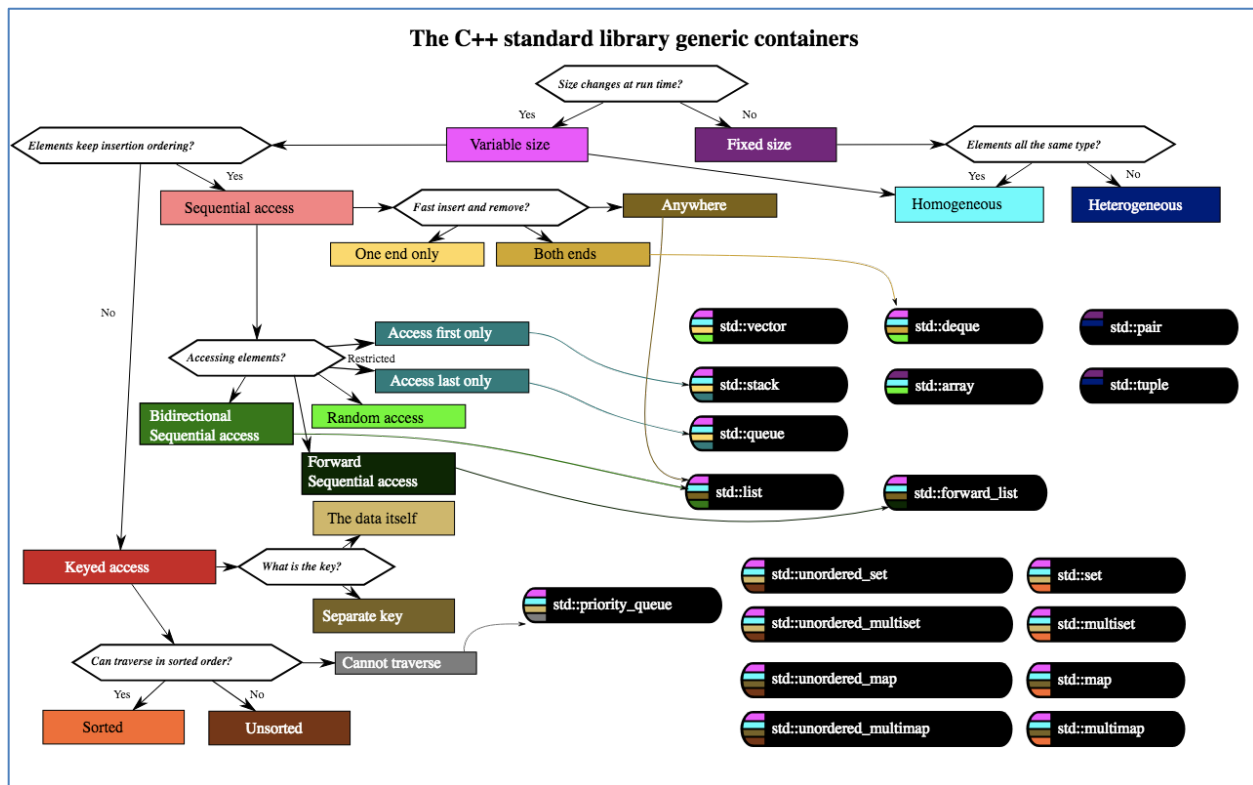 The C++ standard library generic containers
Size changes at run time?
Yes
No
Elements keep insertion ordering?
Variable size
Fixed size
Elements all the same type?
Yes
Yes
No
Sequential access
Fast insert and remove?
Anywhere
Homogeneous
Heterogeneous
One end only
Both ends
No
std::vector
std::deque
std::pair
Access first only
Accessing elements?
Restricted
Access last only
std::stack
std::array
std::tuple
Bidirectional
Sequential access
Random access
std::queue
Forward
Sequential access
std::list
std::forward_list
The data itself
Keyed access
What is the key?
Separate key
std::priority_queue
std::unordered_set
std::set
std::unordered_multiset
std::multiset
Can traverse in sorted order?
Cannot traverse
std::unordered_map
std::map
Yes
No
Sorted
Unsorted
std::unordered_multimap
std::multimap